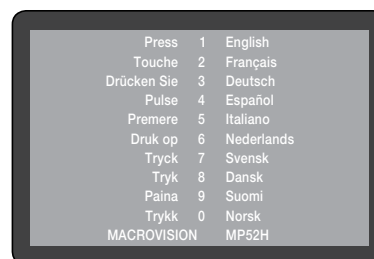 Press 1 English
Touche 2 Français
Drücken Sie 3 Deutsch
Pulse 4 Español
Premere 5 Italiano
Druk op 6 Nederlands
Tryck 7 Svensk
Tryk 8 Dansk
Paina 9 Suomi
Trykk 0 Norsk
MACROVISION MP52H